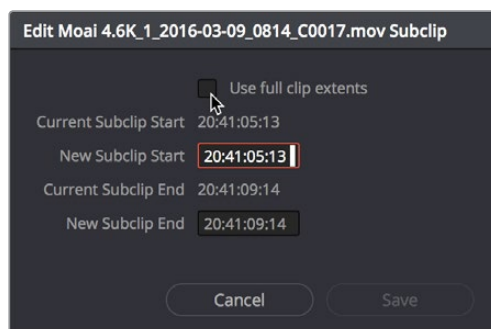 Edit Moai 4.6K_1_2016-03-09_0814_C0017.mov Subclip
Use full clip extents
Current Subclip Start 20:41:05:13
New Subclip Start 20:41:05:13
Current Subclip End 20:41:09:14
New Subclip End 20:41:09:14
Cancel Save